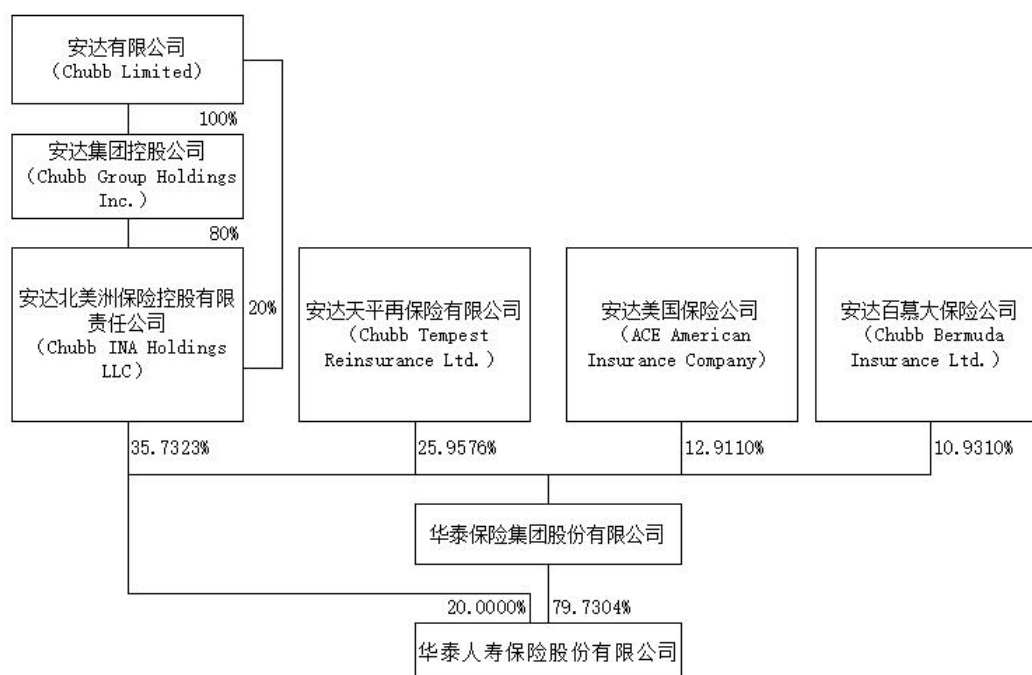 安达有限公司
（Chubb Limited）
100%
安达集团控股公司
（Chubb Group Holdings
Inc.）
80%
安达北美洲保险控股有限
责任公司
（Chubb INA Holdings
LLC）
20%
安达天平再保险有限公司
（Chubb Tempest
Reinsurance Ltd.）
安达美国保险公司
（ACE American
Insurance Company）
安达百慕大保险公司
（Chubb Bermuda
Insurance Ltd.）
35.7323%
25.9576%
12.9110%
10.9310%
华泰保险集团股份有限公司
20.0000%
79.7304%
华泰人寿保险股份有限公司